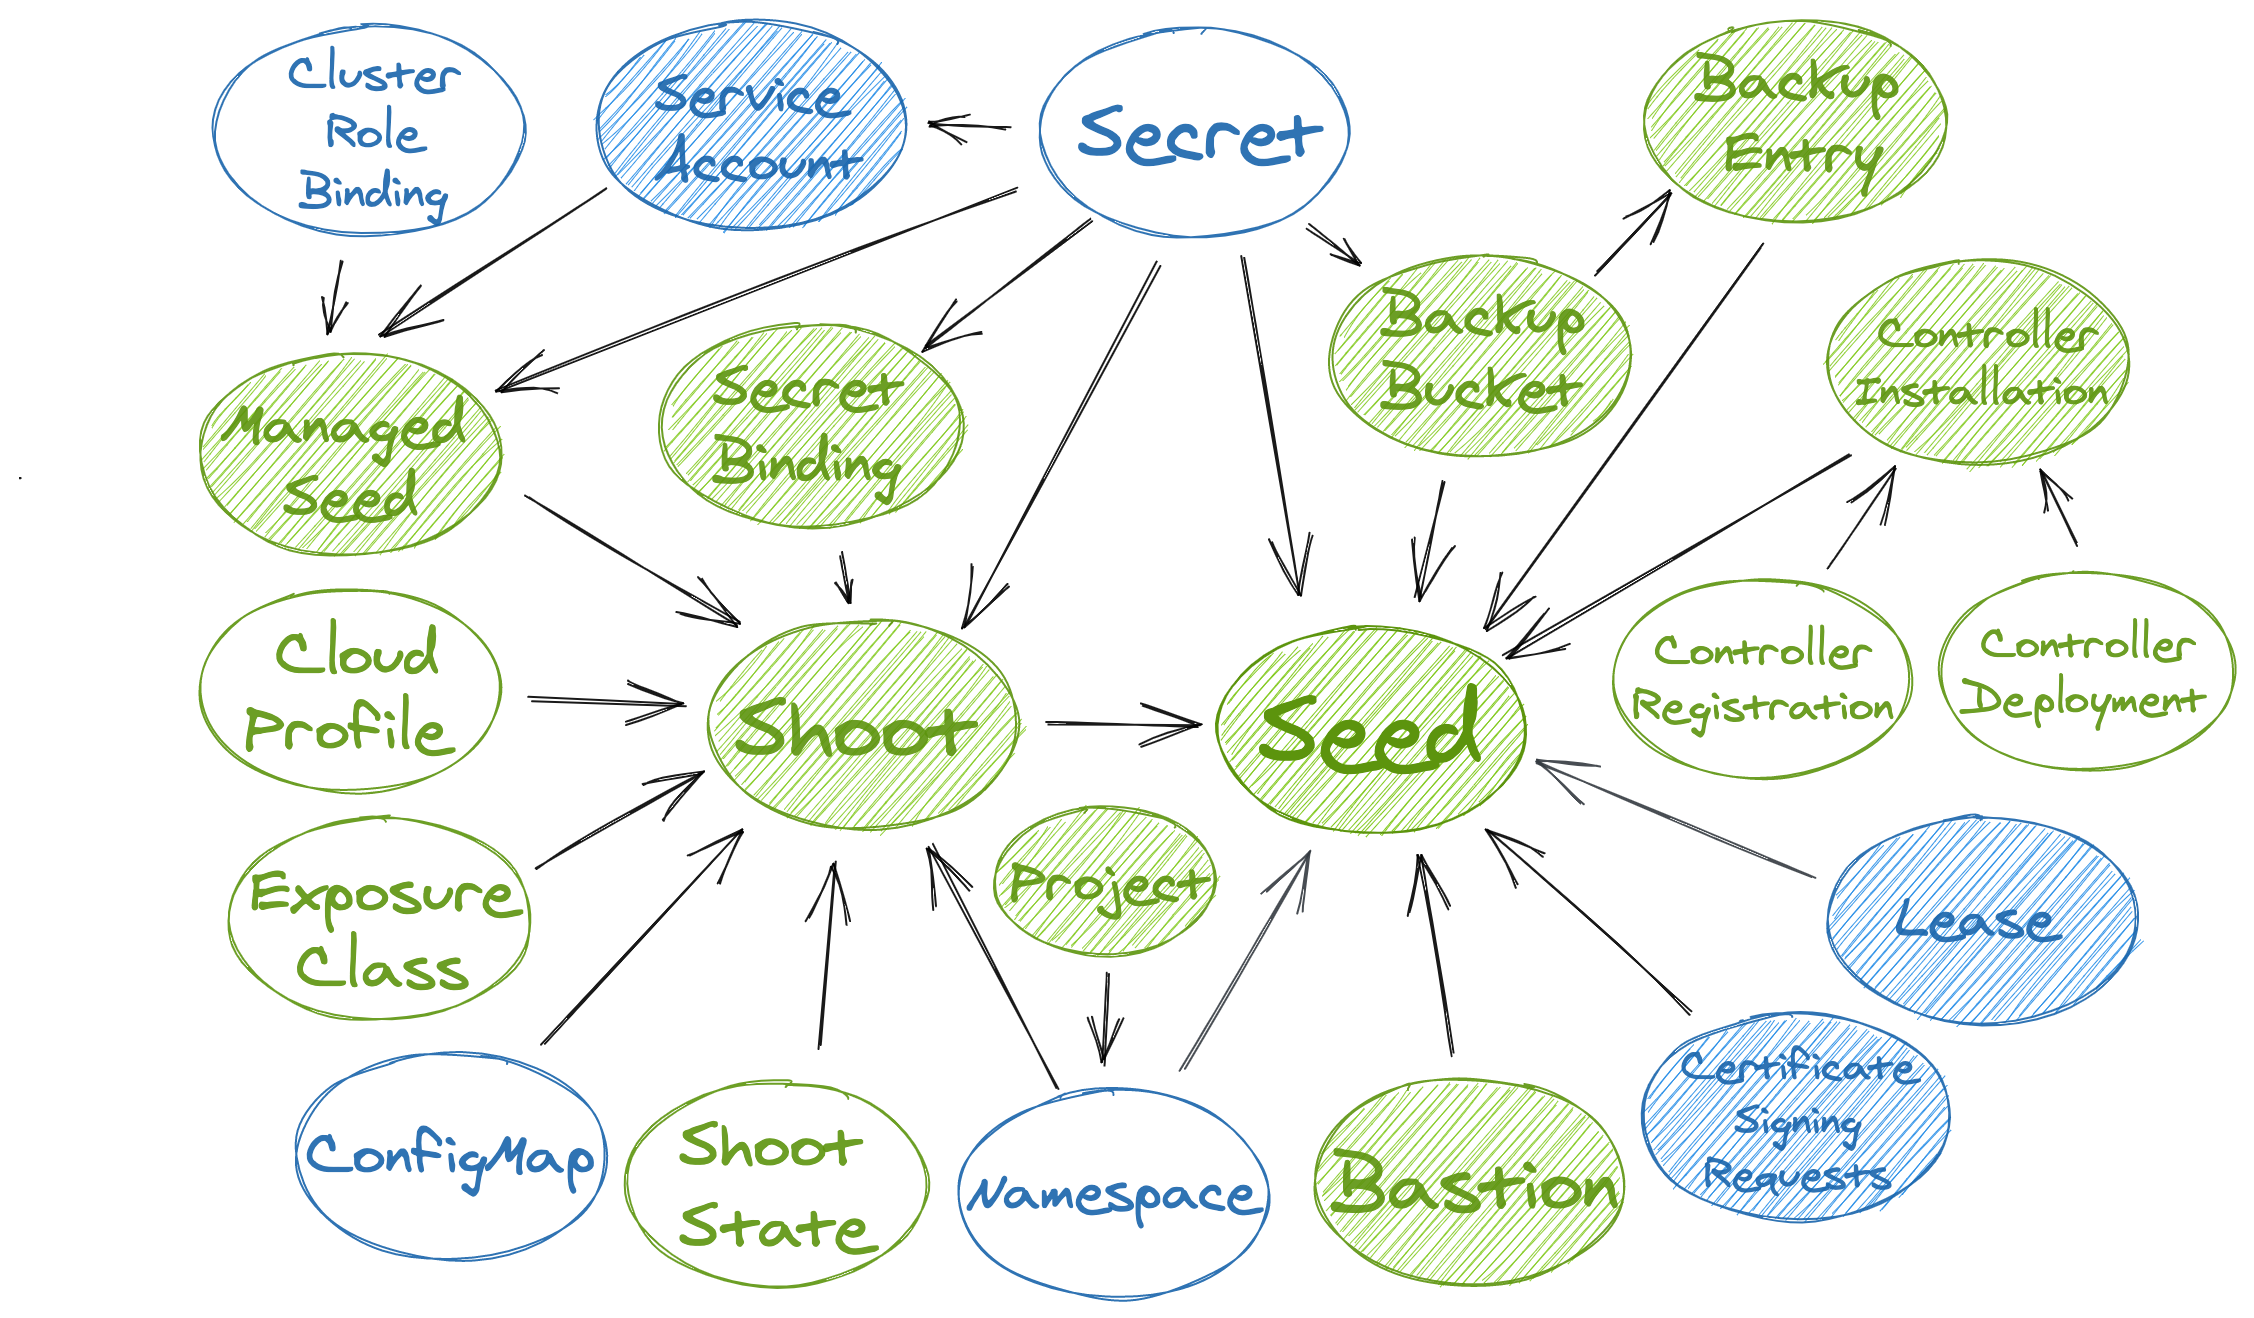 Cluster
Role
Binding
Service
Account
Secret
Backup
Entry
Managed
Seed
Secret
Binding
Backup
Bucket
Controller
Installation
Cloud
Profile
Shoot
Seed
Controller
Registration
Controller
Deployment
Exposure
Class
Project
Lease
ConfigMap
Shoot
State
Namespace
Bastion
Certificate
Signing
Requests